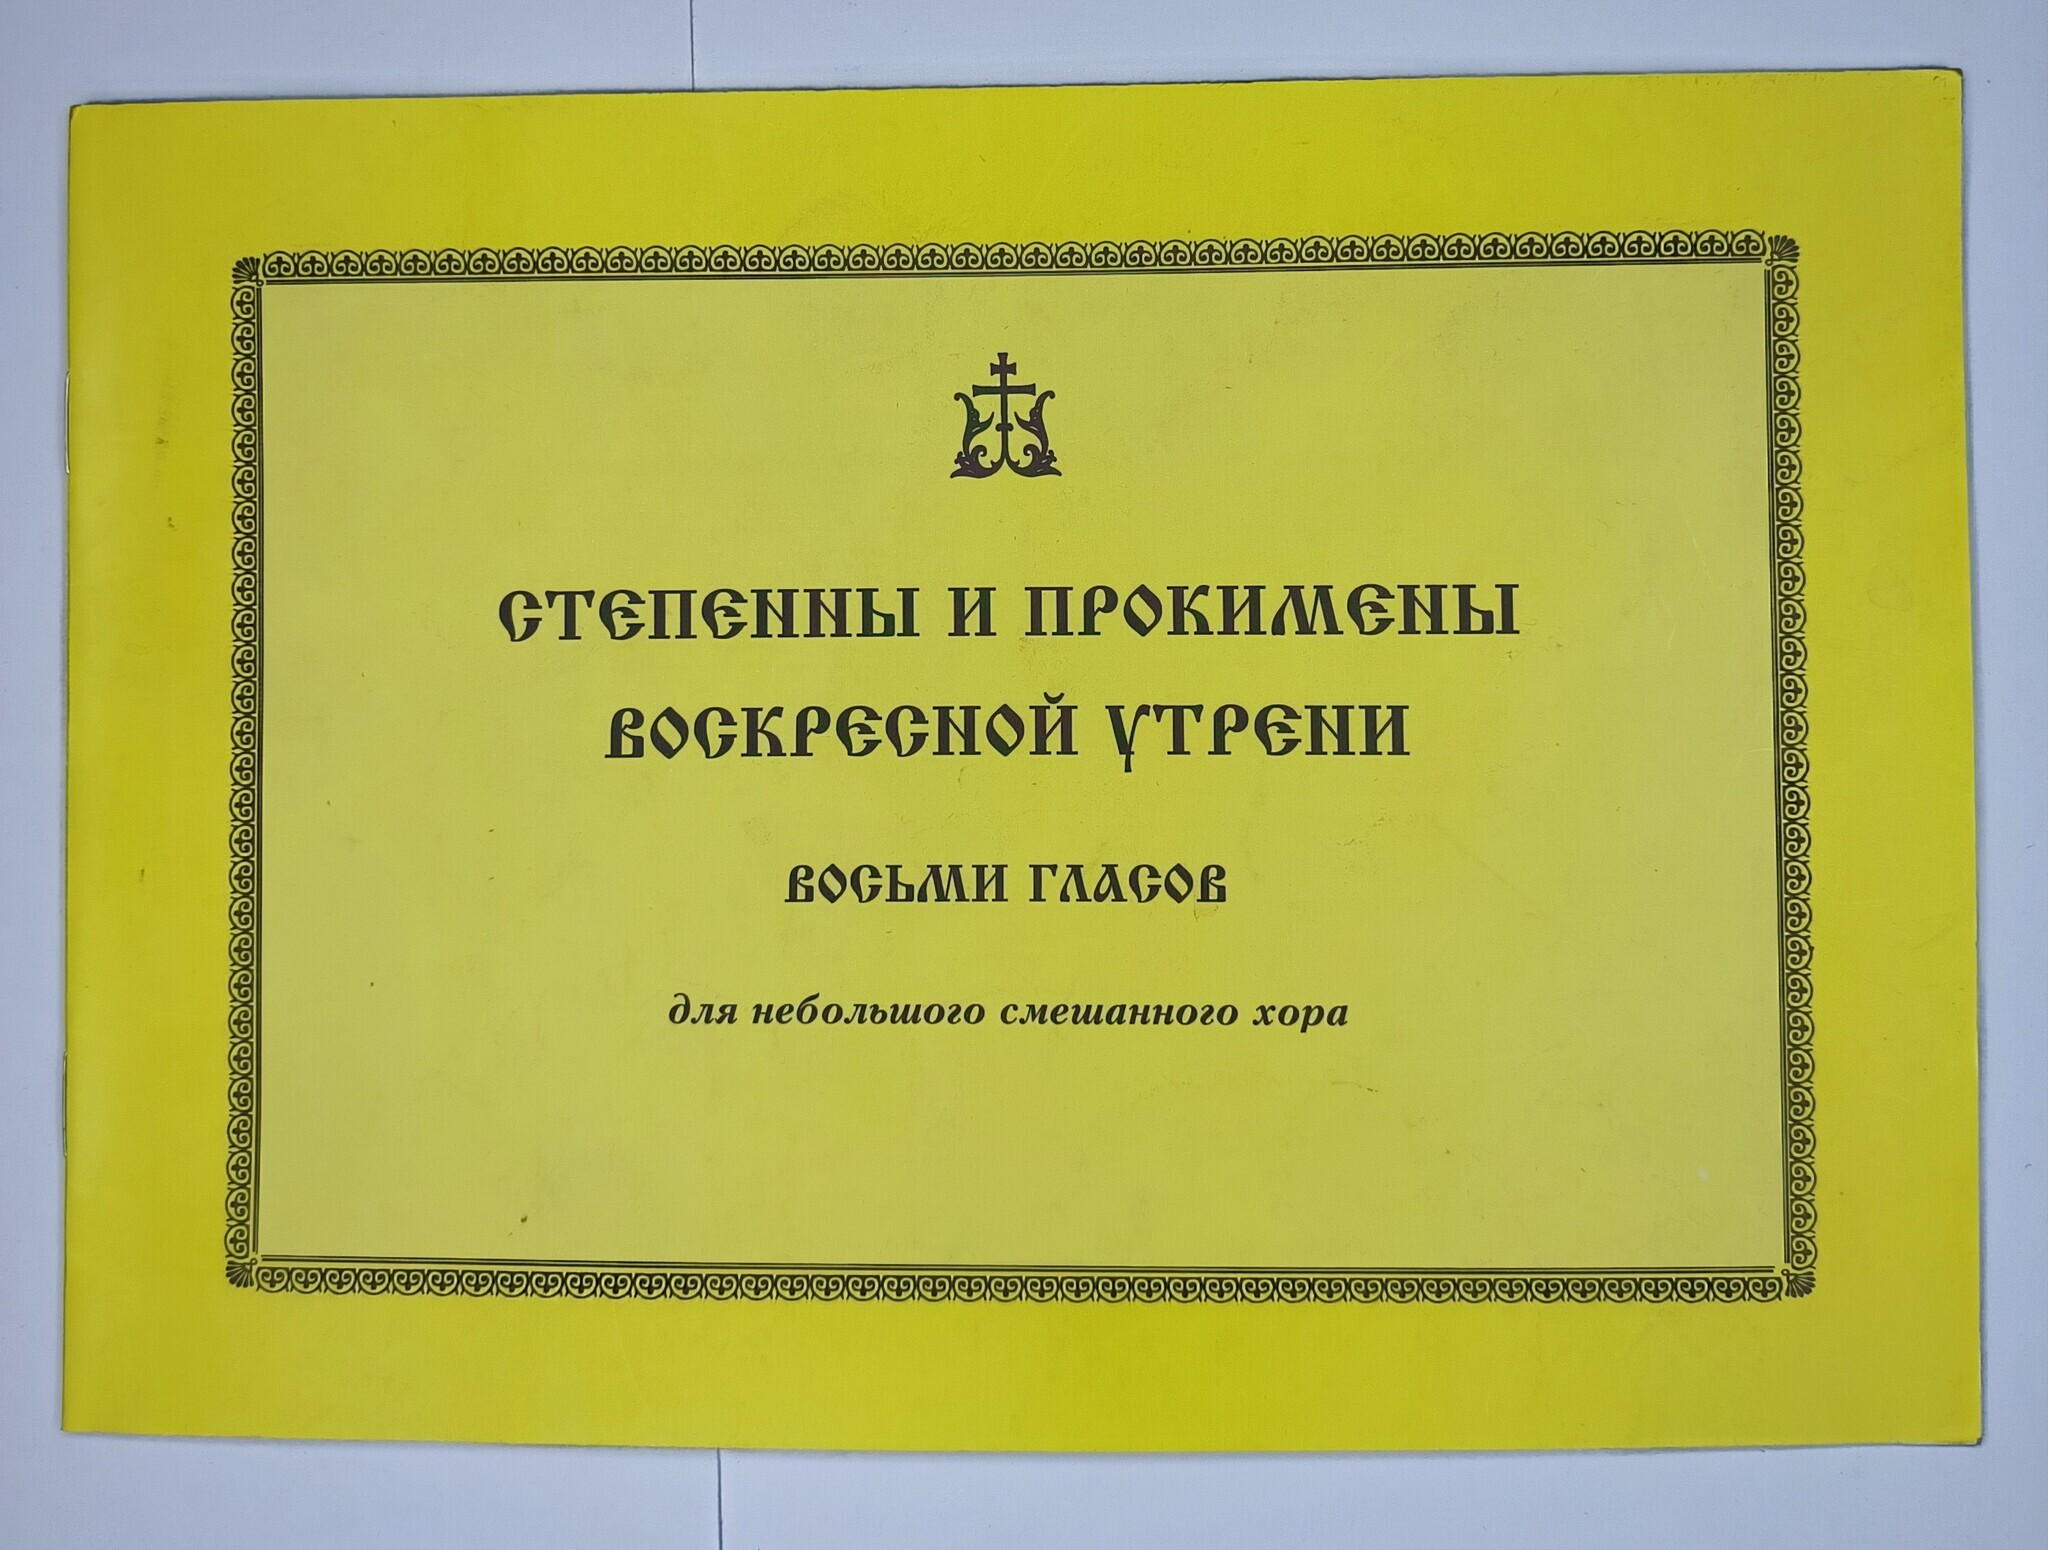 СТЕПЕННЫ И ПРОКИМЕНЫ
ВОСКРЕСНОЙ УТРЕНИ
ВОСЬМИ ГЛАСОВ
для небольшого смешанного хора